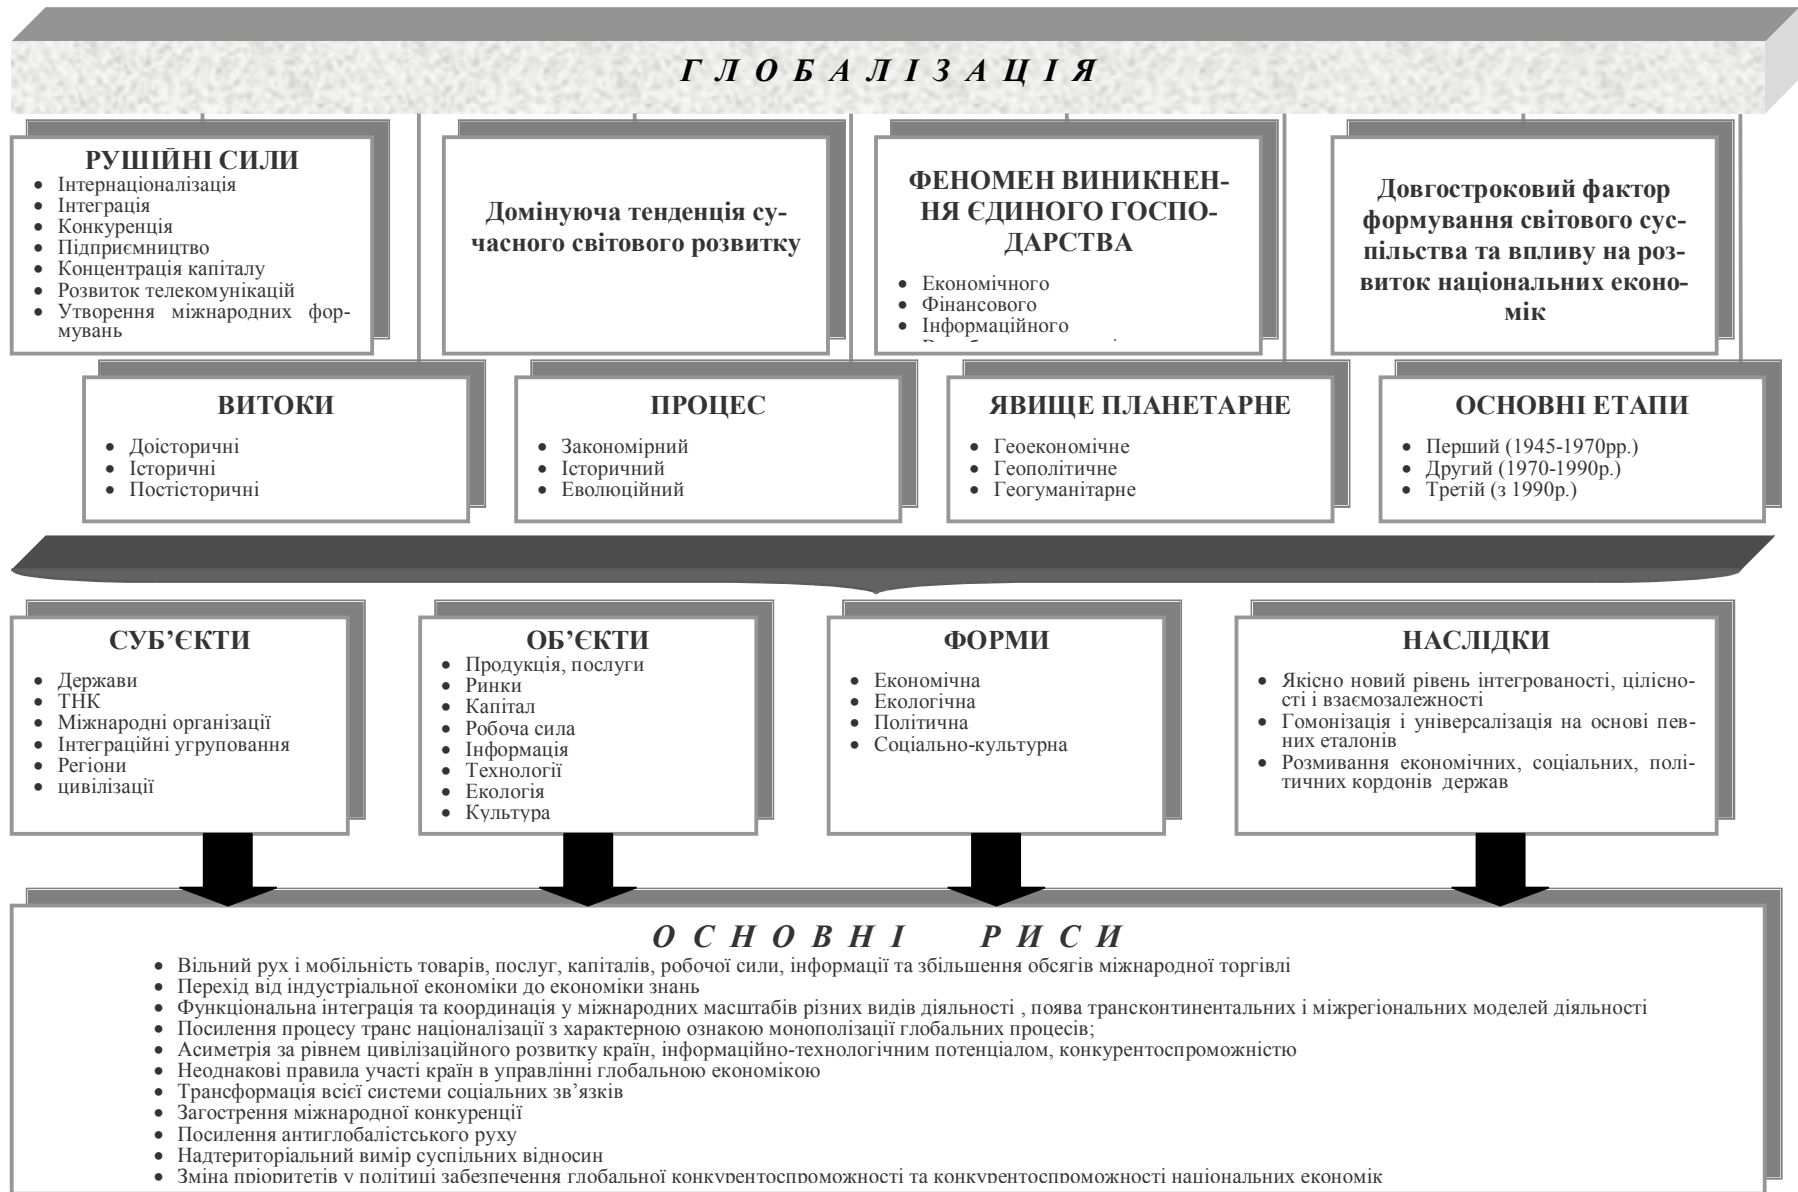 ГЛОБАЛІЗАЦІЯ
РУШІЙНІ СИЛИ
• Інтернаціоналізація
• Інтеграція
• Конкуренція
• Підприємництво
• Концентрація капіталу
• Розвиток телекомунікацій
• Утворення міжнародних фор-
мувань
Домінуюча тенденція су-
часного світового розвитку
ФЕНОМЕН ВИНИКНЕН-
НЯ ЄДИНОГО ГОСПО-
ДАРСТВА
• Економічного
• Фінансового
• Інформаційного
Довгостроковий фактор
формування світового сус-
пільства та впливу на роз-
виток національних еконо-
мік
ВИТОКИ
• Доісторичні
• Історичні
• Постісторичні
ПРОЦЕС
• Закономірний
• Історичний
• Еволюційний
ЯВИЩЕ ПЛАНЕТАРНЕ
• Геоекономічне
• Геополітичне
• Геогуманітарне
ОСНОВНІ ЕТАПИ
• Перший (1945-1970рр.)
• Другий (1970-1990р.)
• Третій (з 1990р.)
СУБ’ЄКТИ
• Держави
• ТНК
• Міжнародні організації
• Інтеграційні угруповання
• Регіони
• цивілізації
ОБ’ЄКТИ
• Продукція, послуги
• Ринки
• Капітал
• Робоча сила
• Інформація
• Технології
• Екологія
• Культура
ФОРМИ
• Економічна
• Екологічна
• Політична
• Соціально-культурна
НАСЛІДКИ
• Якісно новий рівень інтегрованості, цілісно-
сті і взаємозалежності
• Гомонізація і універсалізація на основі пев-
них еталонів
• Розмивання економічних, соціальних, полі-
тичних кордонів держав
ОСНОВНІ РИСИ
• Вільний рух і мобільність товарів, послуг, капіталів, робочої сили, інформації та збільшення обсягів міжнародної торгівлі
• Перехід від індустріальної економіки до економіки знань
• Функціональна інтеграція та координація у міжнародних масштабів різних видів діяльності , поява трансконтинентальних і міжрегіональних моделей діяльності
• Посилення процесу транс націоналізації з характерною ознакою монополізації глобальних процесів;
• Асиметрія за рівнем цивілізаційного розвитку країн, інформаційно-технологічним потенціалом, конкурентоспроможністю
• Неоднакові правила участі країн в управлінні глобальною економікою
• Трансформація всієї системи соціальних зв’язків
• Загострення міжнародної конкуренції
• Посилення антиглобалістського руху
• Надтериторіальний вимір суспільних відносин
• Зміна пріоритетів у політиці забезпечення глобальної конкурентоспроможності та конкурентоспроможності національних економік